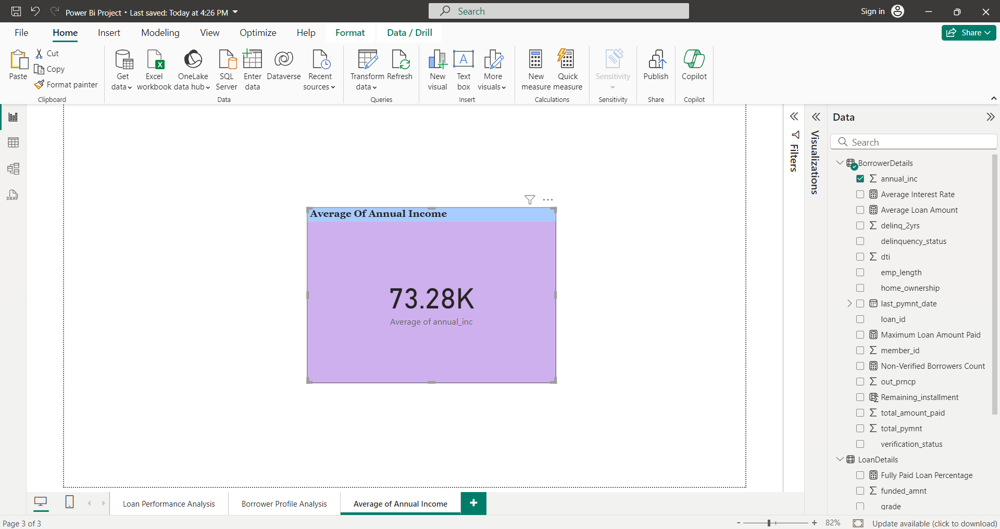 Power Bi Project • Last saved: Today at 4:26 PM
Search
Sign in
File
Home
Insert
Modeling
View
Optimize
Help
Format
Data / Drill
Share
Paste
Cut
Copy
Format painter
Clipboard
Get data
Excel workbook
OneLake data hub
SQL Server
Enter data
Dataverse
Recent sources
Data
Transform data
Refresh
Queries
New visual
Text box
More visuals
Insert
New measure
Quick measure
Calculations
Sensitivity
Sensitivity
Publish
Share
Copilot
Copilot
DAX
Average Of Annual Income
73.28K
Average of annual_inc
Filters
Visualizations
Data
Search
BorrowerDetails
annual_inc
Average Interest Rate
Average Loan Amount
delinq_2yrs
delinquency_status
dti
emp_length
home_ownership
last_pymnt_date
loan_id
Maximum Loan Amount Paid
member_id
Non-Verified Borrowers Count
out_prncp
Remaining_installment
total_amount_paid
total_pymnt
verification_status
LoanDetails
Fully Paid Loan Percentage
funded_amnt
grade
Loan Performance Analysis
Borrower Profile Analysis
Average of Annual Income
Page 3 of 3
82%
Update available (click to download)